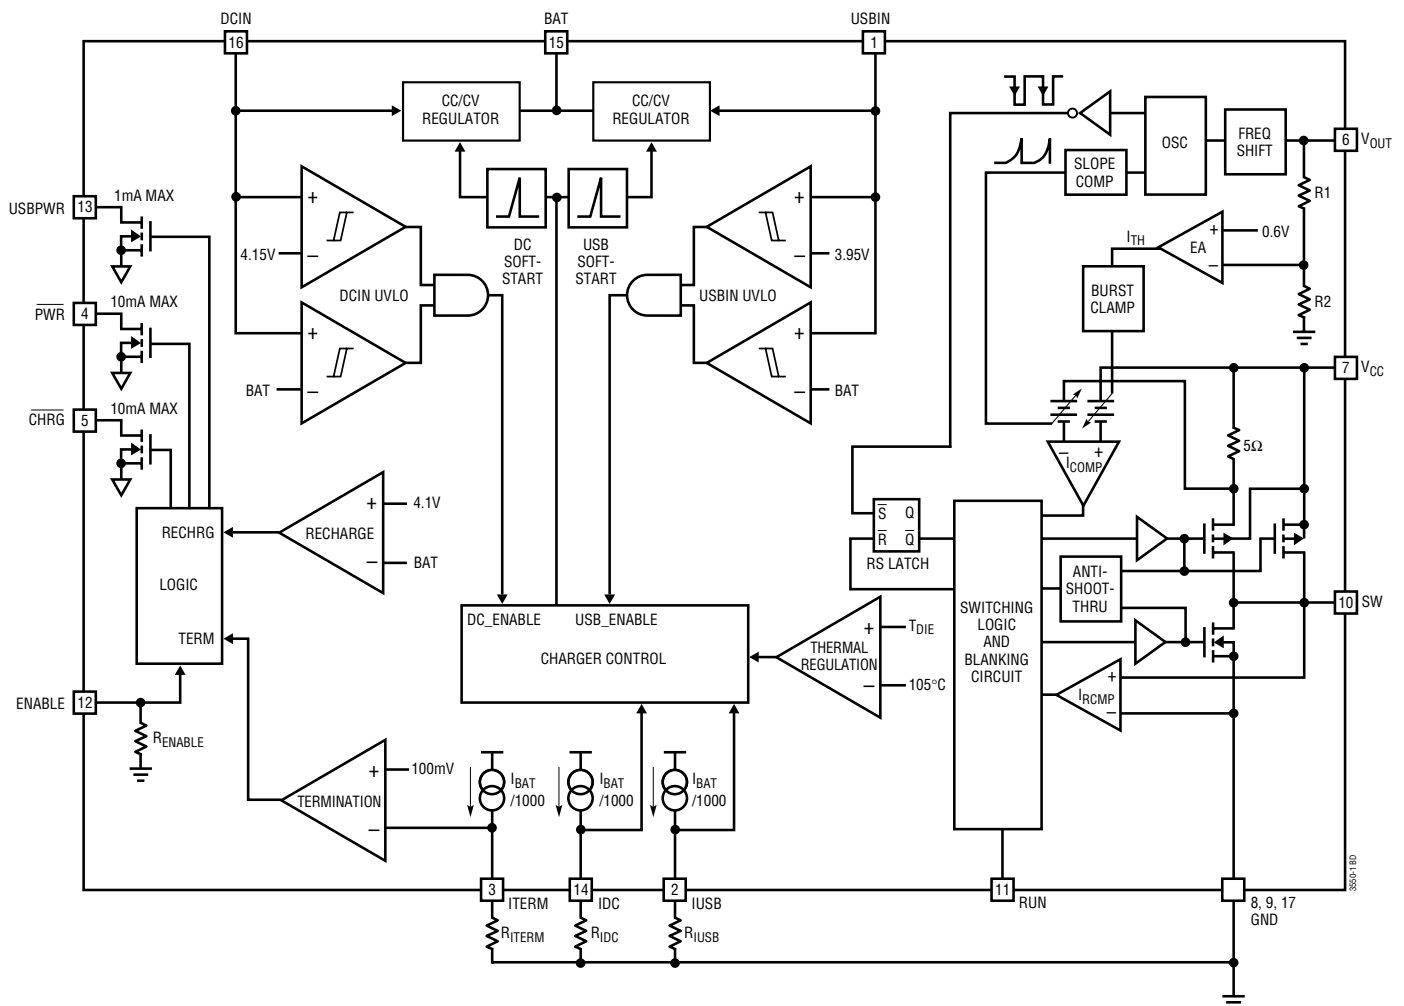 DCIN
BAT
USBIN
16
15
1
CC/CV
REGULATOR
CC/CV
REGULATOR
OSC
FREQ
SHIFT
6
VOUT
SLOPE
COMP
R1
USBPWR
13
1mA MAX
+
4.15V
–
DC
SOFT-
START
USB
SOFT-
START
+
3.95V
–
ITH
EA
+
0.6V
–
DCIN UVLO
USBIN UVLO
BURST
CLAMP
R2
PWR
4
10mA MAX
+
BAT
–
+
BAT
–
7
VCC
CHRG
5
10mA MAX
–
+
ICOMP
5Ω
RECHRG
LOGIC
TERM
RECHARGE
+
4.1V
–
BAT
S
Q
R
Q
RS LATCH
SWITCHING
LOGIC
AND
BLANKING
CIRCUIT
ANTI-
SHOOT-
THRU
10
SW
DC_ENABLE
USB_ENABLE
CHARGER CONTROL
+
TDIE
THERMAL
REGULATION
–
105°C
IRCMP
+
–
ENABLE
12
RENABLE
+
100mV
TERMINATION
–
IBAT
/1000
IBAT
/1000
IBAT
/1000
3
ITERM
14
IDC
2
IUSB
11
RUN
8, 9, 17
GND
3550-1 BD
RITERM
RIDC
RIUSB